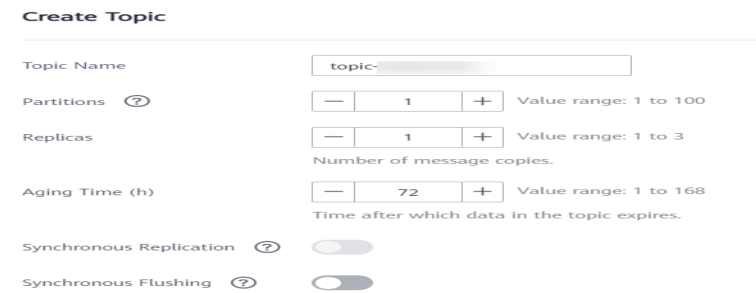 Create Topic
Topic Name topic-
Partitions ? — 1 + Value range: 1 to 100
Replicas — 1 + Value range: 1 to 3
Number of message copies.
Aging Time (h) — 72 + Value range: 1 to 168
Time after which data in the topic expires.
Synchronous Replication ?
Synchronous Flushing ?